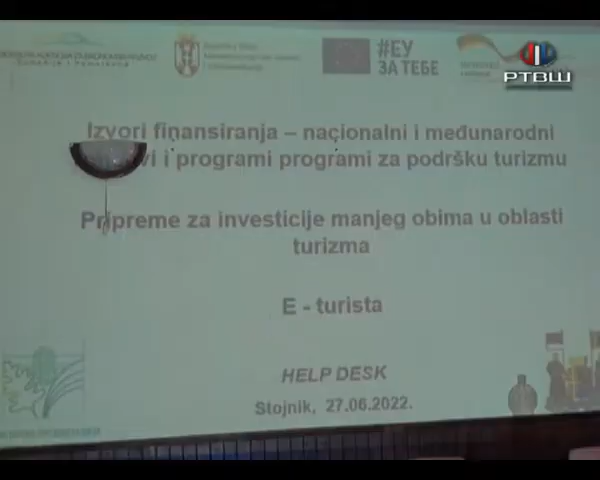 #ЕУ
ЗА ТЕБЕ
РТВШ
Izvori finansiranja – nacionalni i međunarodni
vi i programi programi za podršku turizmu
Pripreme za investicije manjeg obima u oblasti
turizma
E - turista
HELP DESK
Stojnik, 27.06.2022.